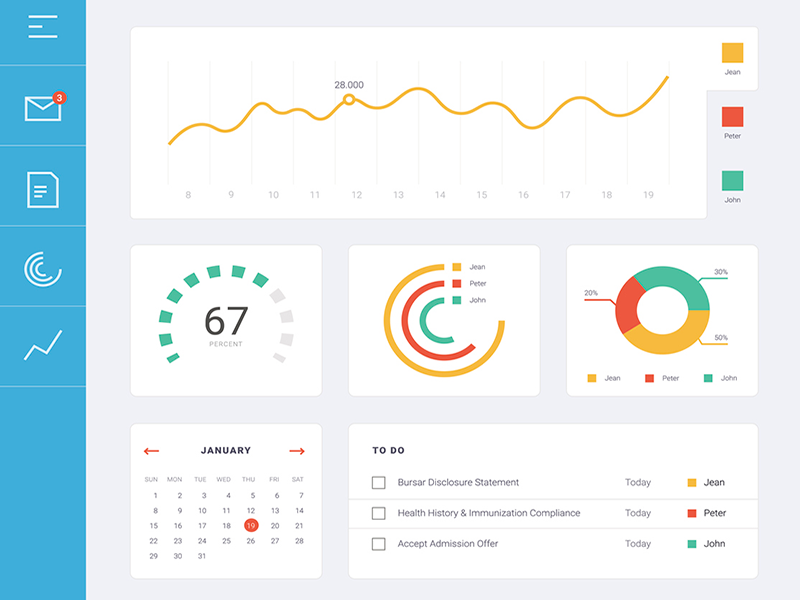 3
28.000
8 9 10 11 12 13 14 15 16 17 18 19
Jean
Peter
John
67
PERCENT
Jean
Peter
John
30%
20%
50%
Jean Peter John
JANUARY
SUN MON TUE WED THU FRI SAT
1 2 3 4 5 6 7
8 9 10 11 12 13 14
15 16 17 18 19 20 21
22 23 24 25 26 27 28
29 30 31
TO DO
Bursar Disclosure Statement Today Jean
Health History & Immunization Compliance Today Peter
Accept Admission Offer Today John